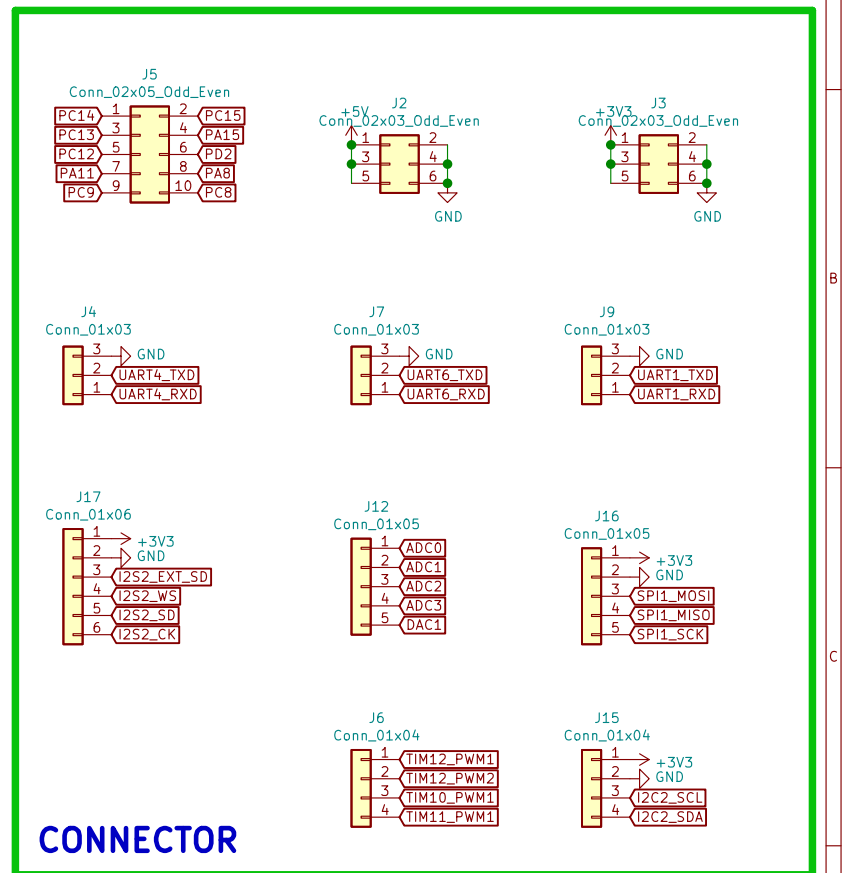 J5
Conn_02x05_Odd_Even
PC14 1 2 PC15
PC13 3 4 PA15
PC12 5 6 PD2
PA11 7 8 PA8
PC9 9 10 PC8
J2
+5V
Conn_02x03_Odd_Even
1 2
3 4
5 6
GND
J3
+3V3
Conn_02x03_Odd_Even
1 2
3 4
5 6
GND
B
J4
Conn_01x03
3 GND
2 UART4_TXD
1 UART4_RXD
J7
Conn_01x03
3 GND
2 UART6_TXD
1 UART6_RXD
J9
Conn_01x03
3 GND
2 UART1_TXD
1 UART1_RXD
J17
Conn_01x06
1 +3V3
2 GND
3 I2S2_EXT_SD
4 I2S2_WS
5 I2S2_SD
6 I2S2_CK
J12
Conn_01x05
1 ADC0
2 ADC1
3 ADC2
4 ADC3
5 DAC1
J16
Conn_01x05
1 +3V3
2 GND
3 SPI1_MOSI
4 SPI1_MISO
5 SPI1_SCK
C
J6
Conn_01x04
1 TIM12_PWM1
2 TIM12_PWM2
3 TIM10_PWM1
4 TIM11_PWM1
J15
Conn_01x04
1 +3V3
2 GND
3 I2C2_SCL
4 I2C2_SDA
CONNECTOR